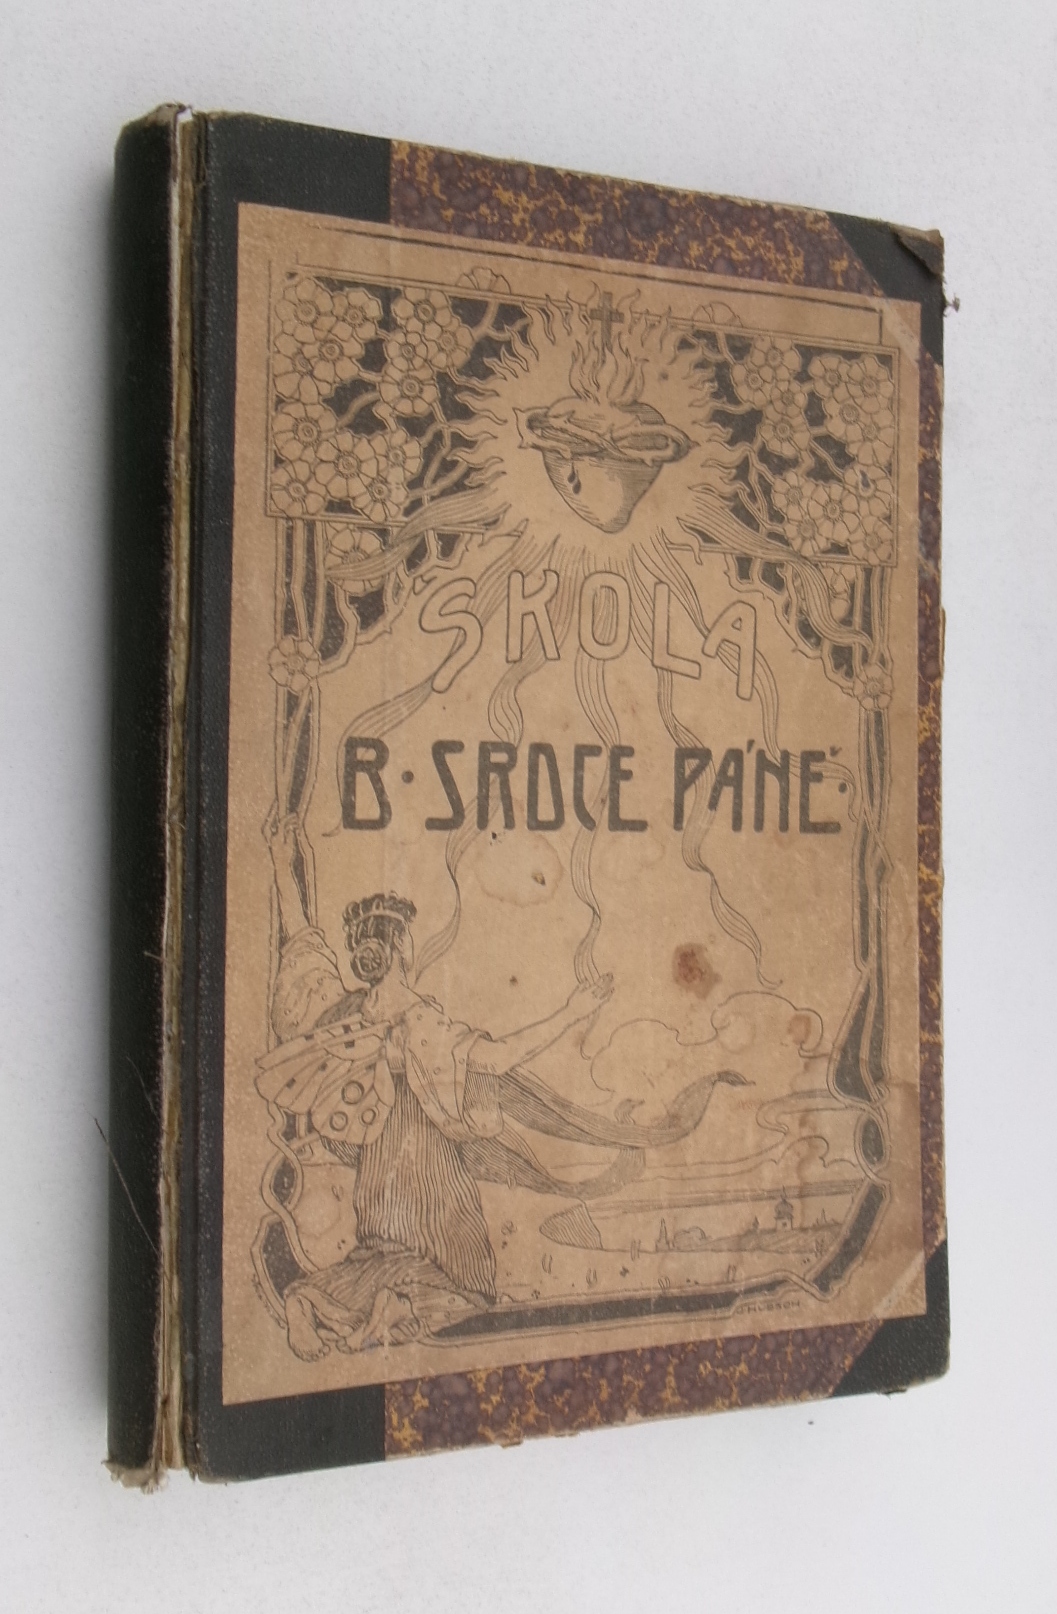 ŠKOLA
B. SRDCE PÁNĚ.